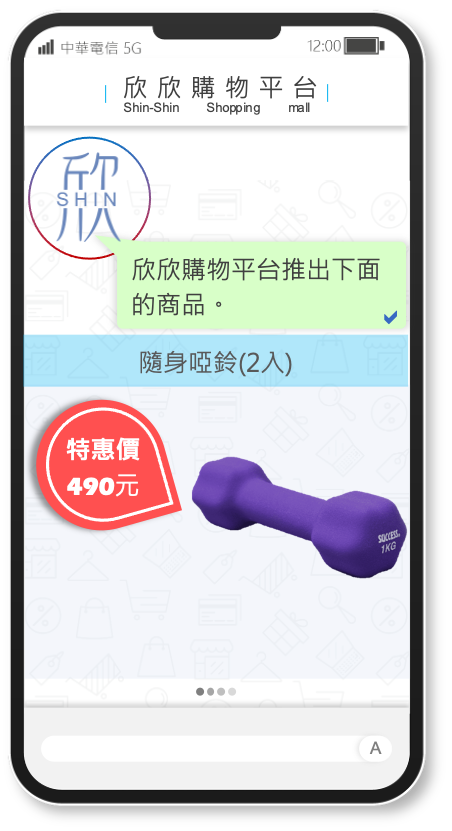 中華電信 5G 12:00
欣欣購物平台
Shin-Shin Shopping mall
欣
SHIN
欣欣購物平台推出下面
的商品。
隨身啞鈴(2入)
特惠價
490元
SUCCESS
1KG
A